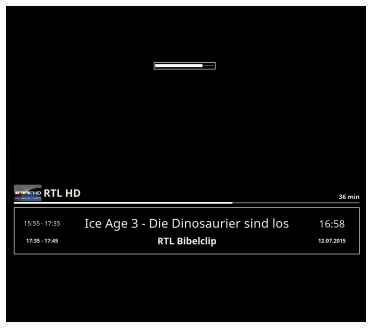 RTL HD
36 min
15:55 - 17:35 Ice Age 3 - Die Dinosaurier sind los 16:58
17:35 - 17:45 RTL Bibelclip 12.07.2015